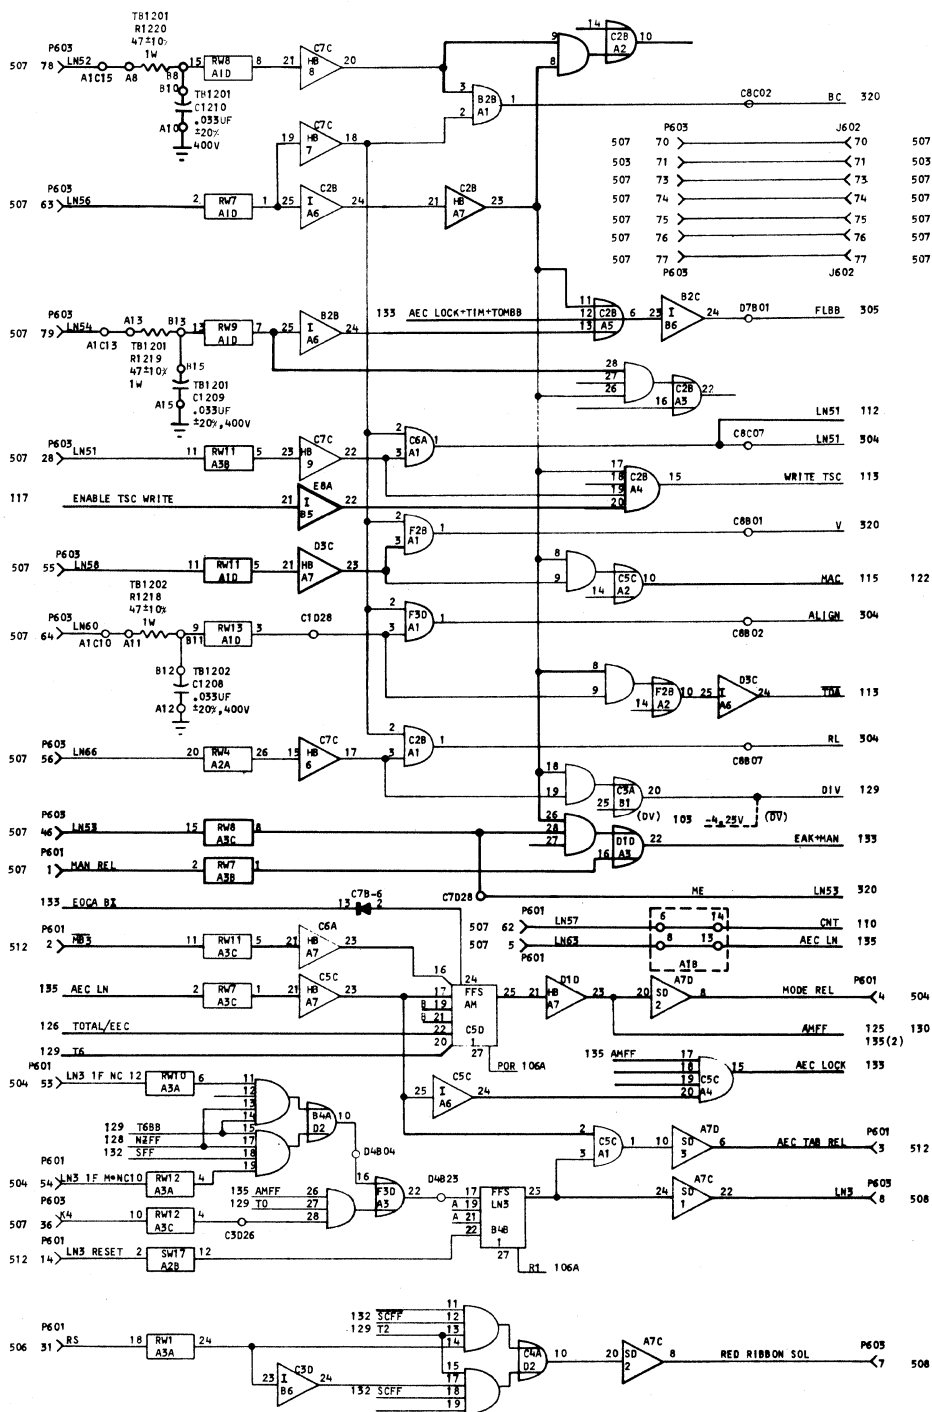 TB1201
R1220
47±10%
1W
P603
507 78 LN52 A1C15 A8 B8 15 RW8 A1D 8 21 C7C HB 8 20
B10 TB1201
C1210
.033UF
±20%
400V
A10
9 8 14 C2B A2 10
3 2 B2B A1 1 C8C02 BC 320
19 C7C HB 7 18
P603
507 63 LN56 2 RW7 A1D 1 25 C2B I A6 24 21 C2B HB A7 23
P603 J602
507 70 70 507
503 71 71 503
507 73 73 507
507 74 74 507
507 75 75 507
507 76 76 507
507 77 77 507
P603 J602
P603
507 79 LN54 A1C13 A13 B13 13 RW9 A1D 7 25 B2B I A6 24
TB1201
R1219
47±10%
1W
B15 TB1201
C1209
.033UF
±20%,400V
A15
133 AEC LOCK+TIM+TOMBB 11 12 13 C2B A5 6 23 B2C I B6 24 D7B01 FLBB 305
28 27 26 16 C2B A3 22
LN51 112
P603
507 28 LN51 11 RW11 A3B 5 23 C7C HB 9 22 2 3 C6A A1 1 C8C07 LN51 304
117 ENABLE TSC WRITE 21 E8A I B5 22 17 18 19 20 C2B A4 15 WRITE TSC 113
2 3 F2B A1 1 C8B01 V 320
P603
507 55 LN58 11 RW11 A1D 5 21 D3C HB A7 23 8 9 14 C5C A2 10 MAC 115 122
TB1202
R1218
47±10%
1W
P603
507 64 LN60 A1C10 A11 B11 9 RW13 A1D 3 C1D28 2 3 F3D A1 1 C8B02 ALIGN 304
B12 TB1202
C1208
.033UF
±20%,400V
A12
8 9 14 F2B A2 10 25 D3C I A6 24 TDA 113
P603
507 56 LN66 20 RW4 A2A 26 15 C7C HB 6 17 2 3 C2B A1 1 C8B07 RL 304
18 19 25 C3A B1 20 DIV 129
(DV) 103 -4.25V (DV)
P603
507 46 LN53 15 RW8 A3C 8 26 28 27 16 D1D A3 22 EAK+MAN 133
P601
507 1 MAN REL 2 RW7 A3B 1
C7D28 ME LN53 320
133 EOCA BI 13 C7B-6 2
P601
507 62 LN57 6 14 CNT 110
507 5 LN63 8 13 AEC LN 135
P601 A1B
P601
512 2 MB3 11 RW11 A3C 5 21 C6A HB A7 23
135 AEC LN 2 RW7 A3C 1 21 C5C HB A7 23
16 24 17 B 19 B 21 22 20 FFS AM C5D 1 27 25 21 D1D HB A7 23 20 A7D SD 2 8 MODE REL P601 4 504
126 TOTAL/EEC
129 T6
POR 106A
AMFF 125 130
135(2)
25 C5C I A6 24
135 AMFF 17 18 19 20 C5C A4 15 AEC LOCK 133
P601
504 53 LN3 1F NC 12 RW10 A3A 6 11 12 13 14
129 T6BB 15
128 NZFF 17
132 SFF 18 19
B4A D2 10 D4B04
P601
504 54 LN3 1F M•NC10 RW12 A3A 4
P603
507 36 K4 10 RW12 A3C 4 C3D26
135 AMFF 26
129 T0 27 28
16 F3D A3 22 D4B23
17 A 19 A 21 22 FFS LN3 B4B 1 27 25 R1 106A
2 3 C5C A1 1 10 A7D SD 3 6 AEC TAB REL P601 3 512
24 A7C SD 1 22 LN3 P603 8 508
P601
512 14 LN3 RESET 2 SW17 A2B 12
P601
506 31 RS 18 RW1 A3A 24
11
132 SCFF 12
129 T2 13 14
23 C3D I B6 24
15 17
132 SCFF 18 19
C4A D2 10 20 A7C SD 2 8 RED RIBBON SOL P603 7 508